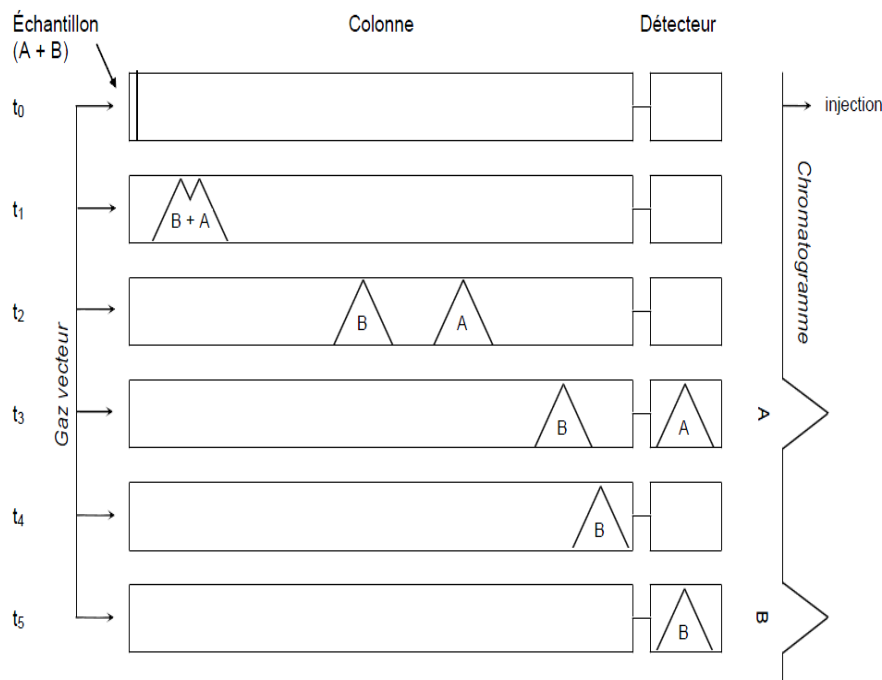 Échantillon
(A + B)
Colonne
Détecteur
t0
injection
t1
B + A
Chromatogramme
t2
B
A
Gaz vecteur
t3
B
A
A
t4
B
t5
B
B